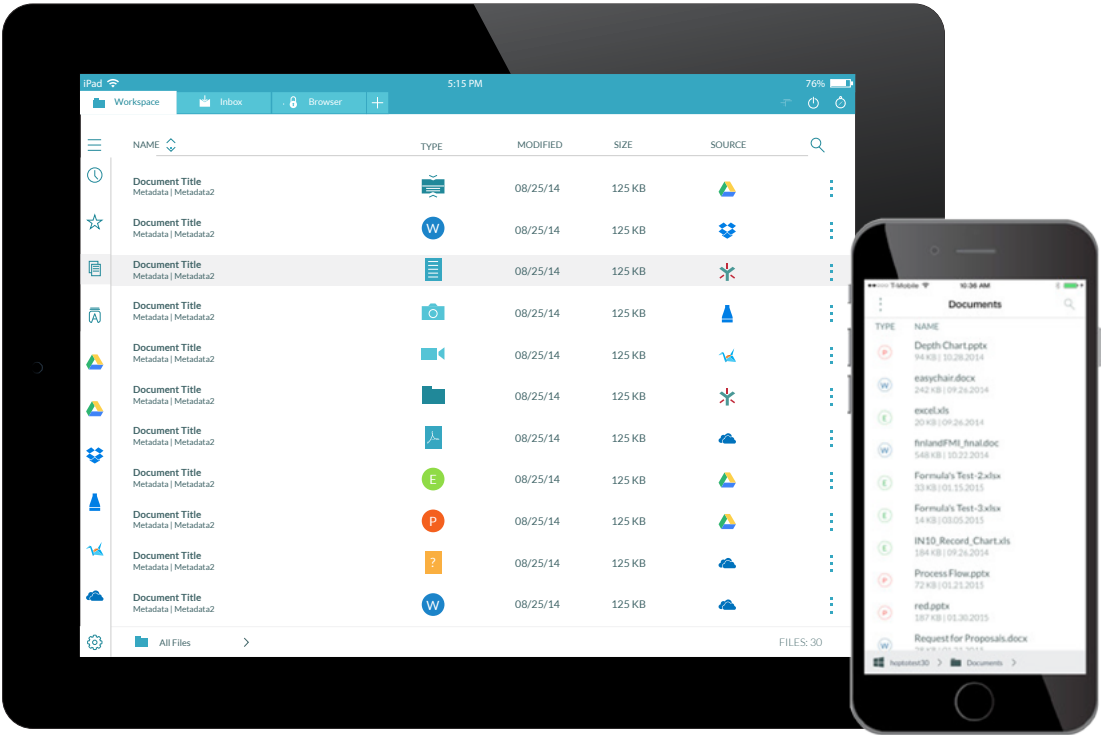 iPad 5:15 PM 76%
Workspace Inbox Browser
NAME TYPE MODIFIED SIZE SOURCE
Document Title
Metadata | Metadata2
08/25/14 125 KB
Document Title
Metadata | Metadata2
W 08/25/14 125 KB
Document Title
Metadata | Metadata2
08/25/14 125 KB
Document Title
Metadata | Metadata2
08/25/14 125 KB
Document Title
Metadata | Metadata2
08/25/14 125 KB
Document Title
Metadata | Metadata2
08/25/14 125 KB
Document Title
Metadata | Metadata2
08/25/14 125 KB
Document Title
Metadata | Metadata2
E 08/25/14 125 KB
Document Title
Metadata | Metadata2
P 08/25/14 125 KB
Document Title
Metadata | Metadata2
? 08/25/14 125 KB
Document Title
Metadata | Metadata2
W 08/25/14 125 KB
All Files FILES: 30
T-Mobile 10:36 AM
Documents
TYPE NAME
P Depth Chart.pptx
94 KB | 10.28.2014
W easychair.docx
242 KB | 09.26.2014
E excel.xls
20 KB | 09.26.2014
W finlandFMI_final.doc
548 KB | 10.22.2014
E Formula's Test-2.xlsx
33 KB | 01.15.2015
E Formula's Test-3.xlsx
14 KB | 03.05.2015
E IN10_Record_Chart.xls
184 KB | 09.26.2014
P Process Flow.pptx
72 KB | 01.21.2015
P red.pptx
187 KB | 01.30.2015
W Request for Proposals.docx
hoptotest30 Documents